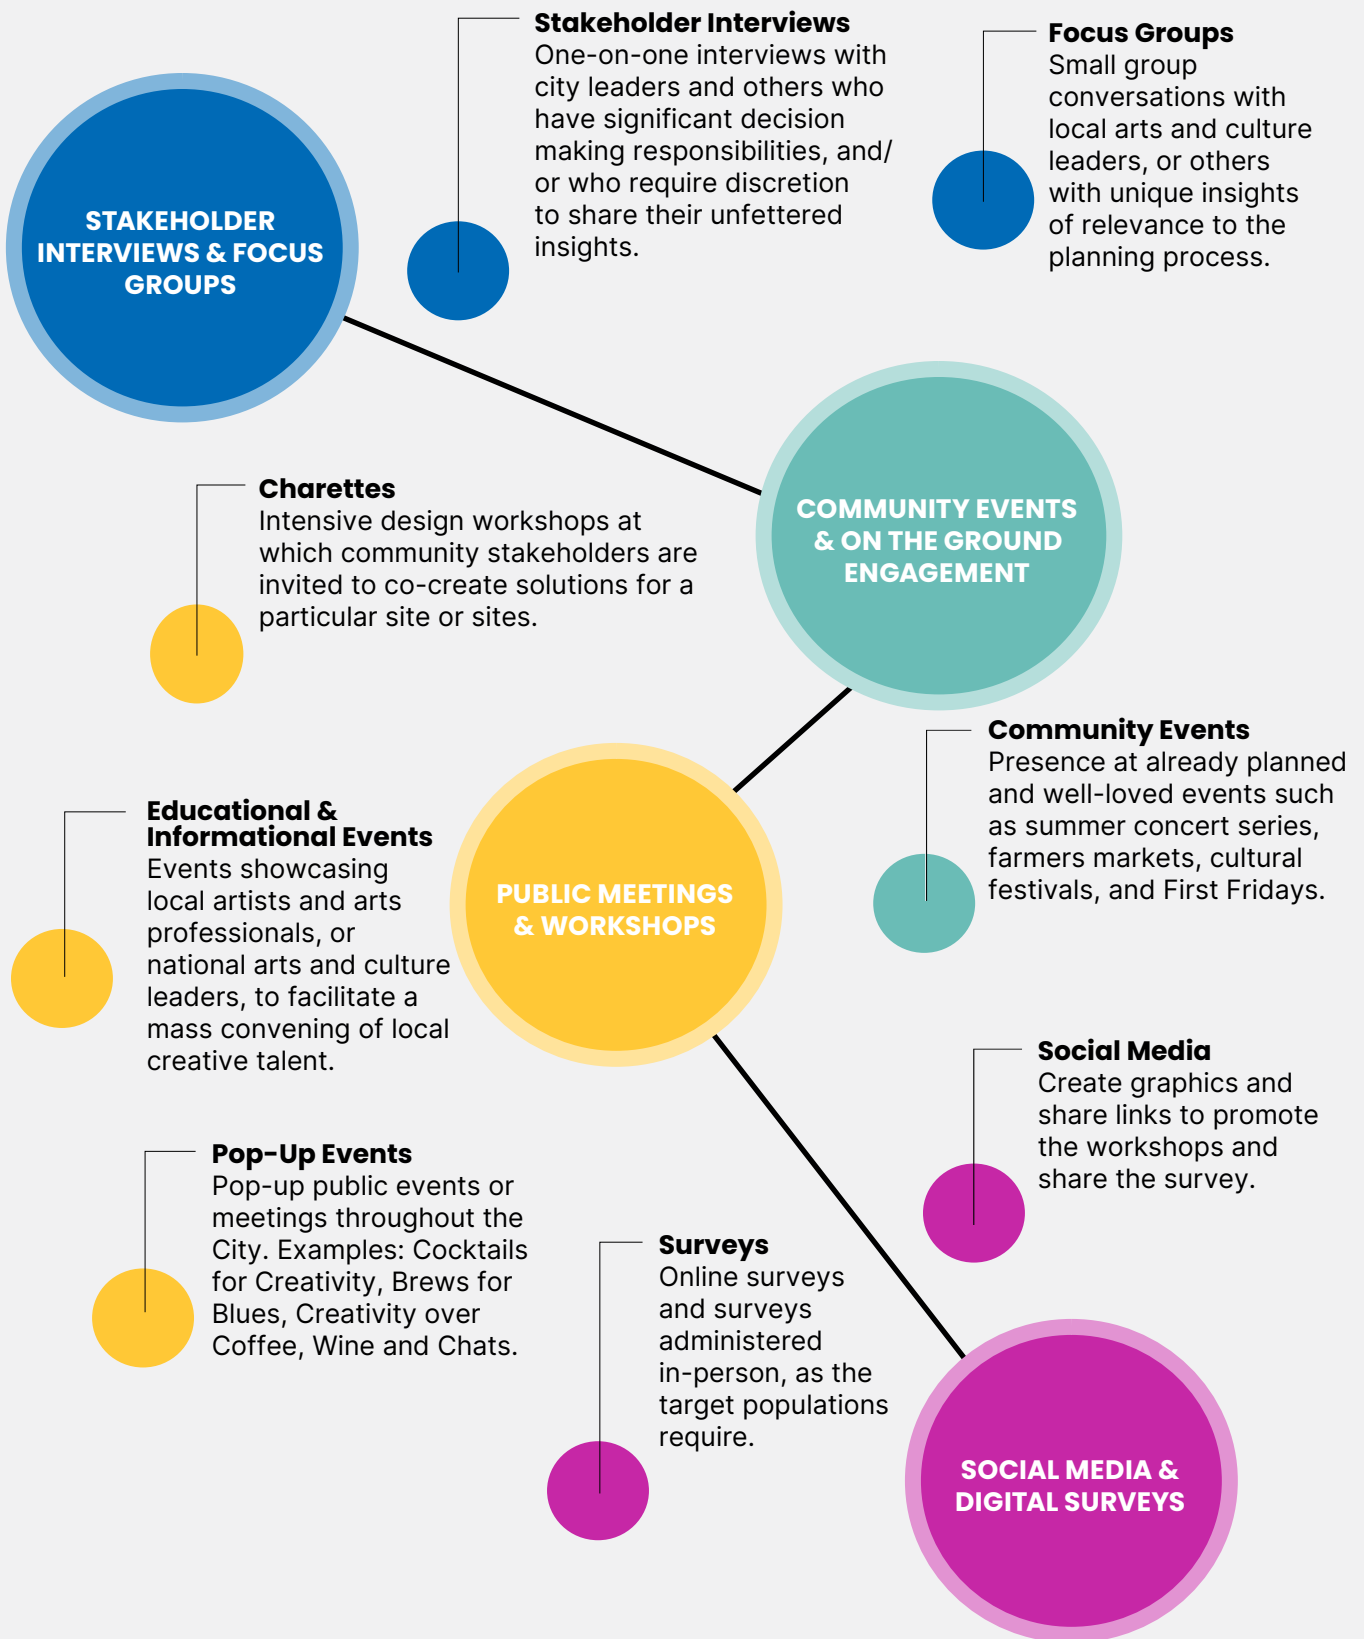 STAKEHOLDER
INTERVIEWS & FOCUS
GROUPS
Stakeholder Interviews
One-on-one interviews with
city leaders and others who
have significant decision
making responsibilities, and/
or who require discretion
to share their unfettered
insights.
Focus Groups
Small group
conversations with
local arts and culture
leaders, or others
with unique insights
of relevance to the
planning process.
COMMUNITY EVENTS
& ON THE GROUND
ENGAGEMENT
Charettes
Intensive design workshops at
which community stakeholders are
invited to co-create solutions for a
particular site or sites.
Community Events
Presence at already planned
and well-loved events such
as summer concert series,
farmers markets, cultural
festivals, and First Fridays.
PUBLIC MEETINGS
& WORKSHOPS
Educational &
Informational Events
Events showcasing
local artists and arts
professionals, or
national arts and culture
leaders, to facilitate a
mass convening of local
creative talent.
Social Media
Create graphics and
share links to promote
the workshops and
share the survey.
Pop-Up Events
Pop-up public events or
meetings throughout the
City. Examples: Cocktails
for Creativity, Brews for
Blues, Creativity over
Coffee, Wine and Chats.
Surveys
Online surveys
and surveys
administered
in-person, as the
target populations
require.
SOCIAL MEDIA &
DIGITAL SURVEYS